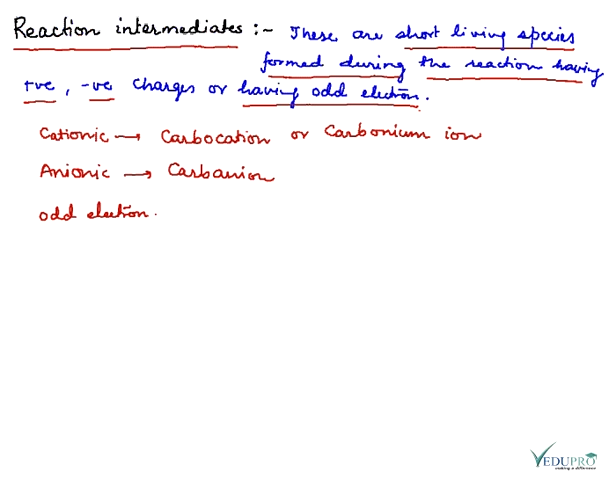 Reaction intermediates :- These are short living species
formed during the reaction having
+ve, -ve charges or having odd electron.
Cationic → Carbocation or Carbonium ion
Anionic → Carbanion
odd electron.
VEDUPRO
making a difference